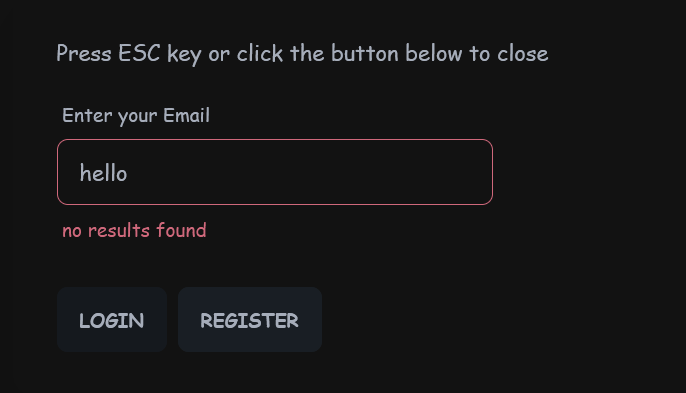 Press ESC key or click the button below to close
Enter your Email
hello
no results found
LOGIN REGISTER